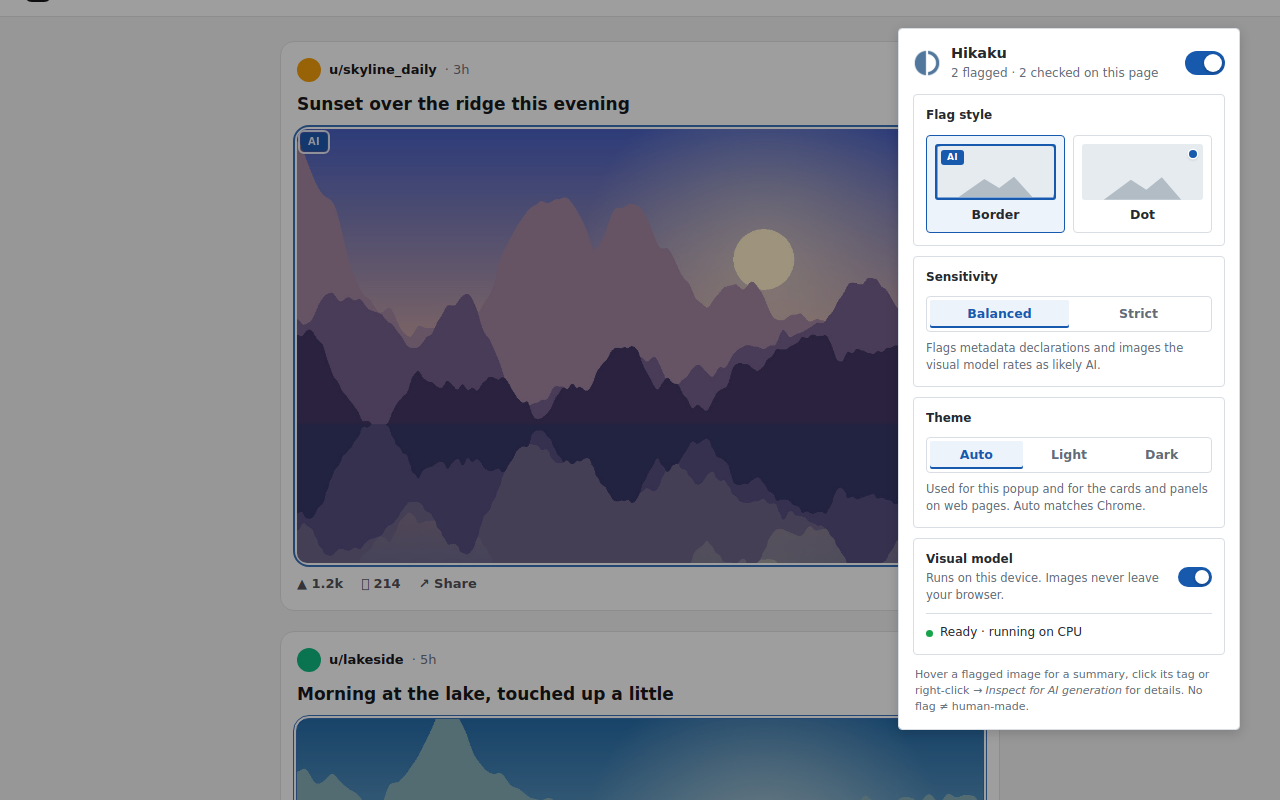 u/skyline_daily · 3h
Sunset over the ridge this evening
AI
▲ 1.2k 214 ↗ Share
u/lakeside · 5h
Morning at the lake, touched up a little
Hikaku
2 flagged · 2 checked on this page
Flag style
AI
Border Dot
Sensitivity
Balanced Strict
Flags metadata declarations and images the
visual model rates as likely AI.
Theme
Auto Light Dark
Used for this popup and for the cards and panels
on web pages. Auto matches Chrome.
Visual model
Runs on this device. Images never leave
your browser.
Ready · running on CPU
Hover a flagged image for a summary, click its tag or
right-click → Inspect for AI generation for details. No
flag ≠ human-made.